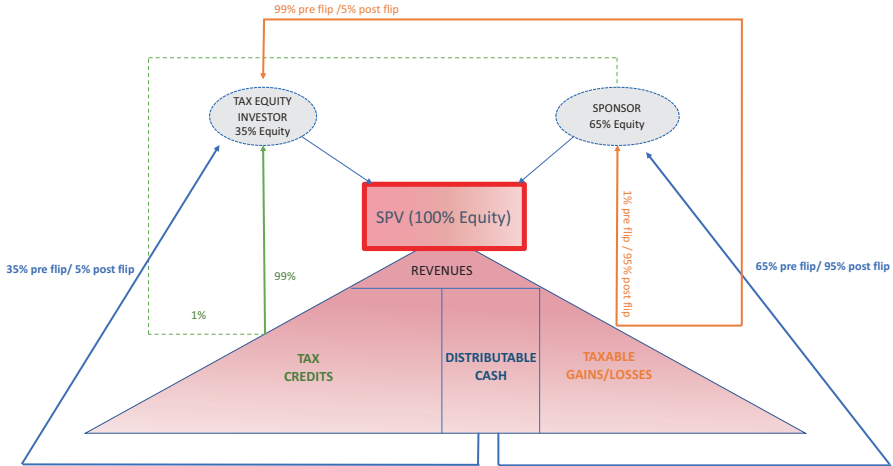 99% pre flip /5% post flip
TAX EQUITY
INVESTOR
35% Equity
SPONSOR
65% Equity
SPV (100% Equity)
1% pre flip / 95% post flip
REVENUES
35% pre flip/ 5% post flip
99%
65% pre flip/ 95% post flip
1%
TAX
CREDITS
DISTRIBUTABLE
CASH
TAXABLE
GAINS/LOSSES